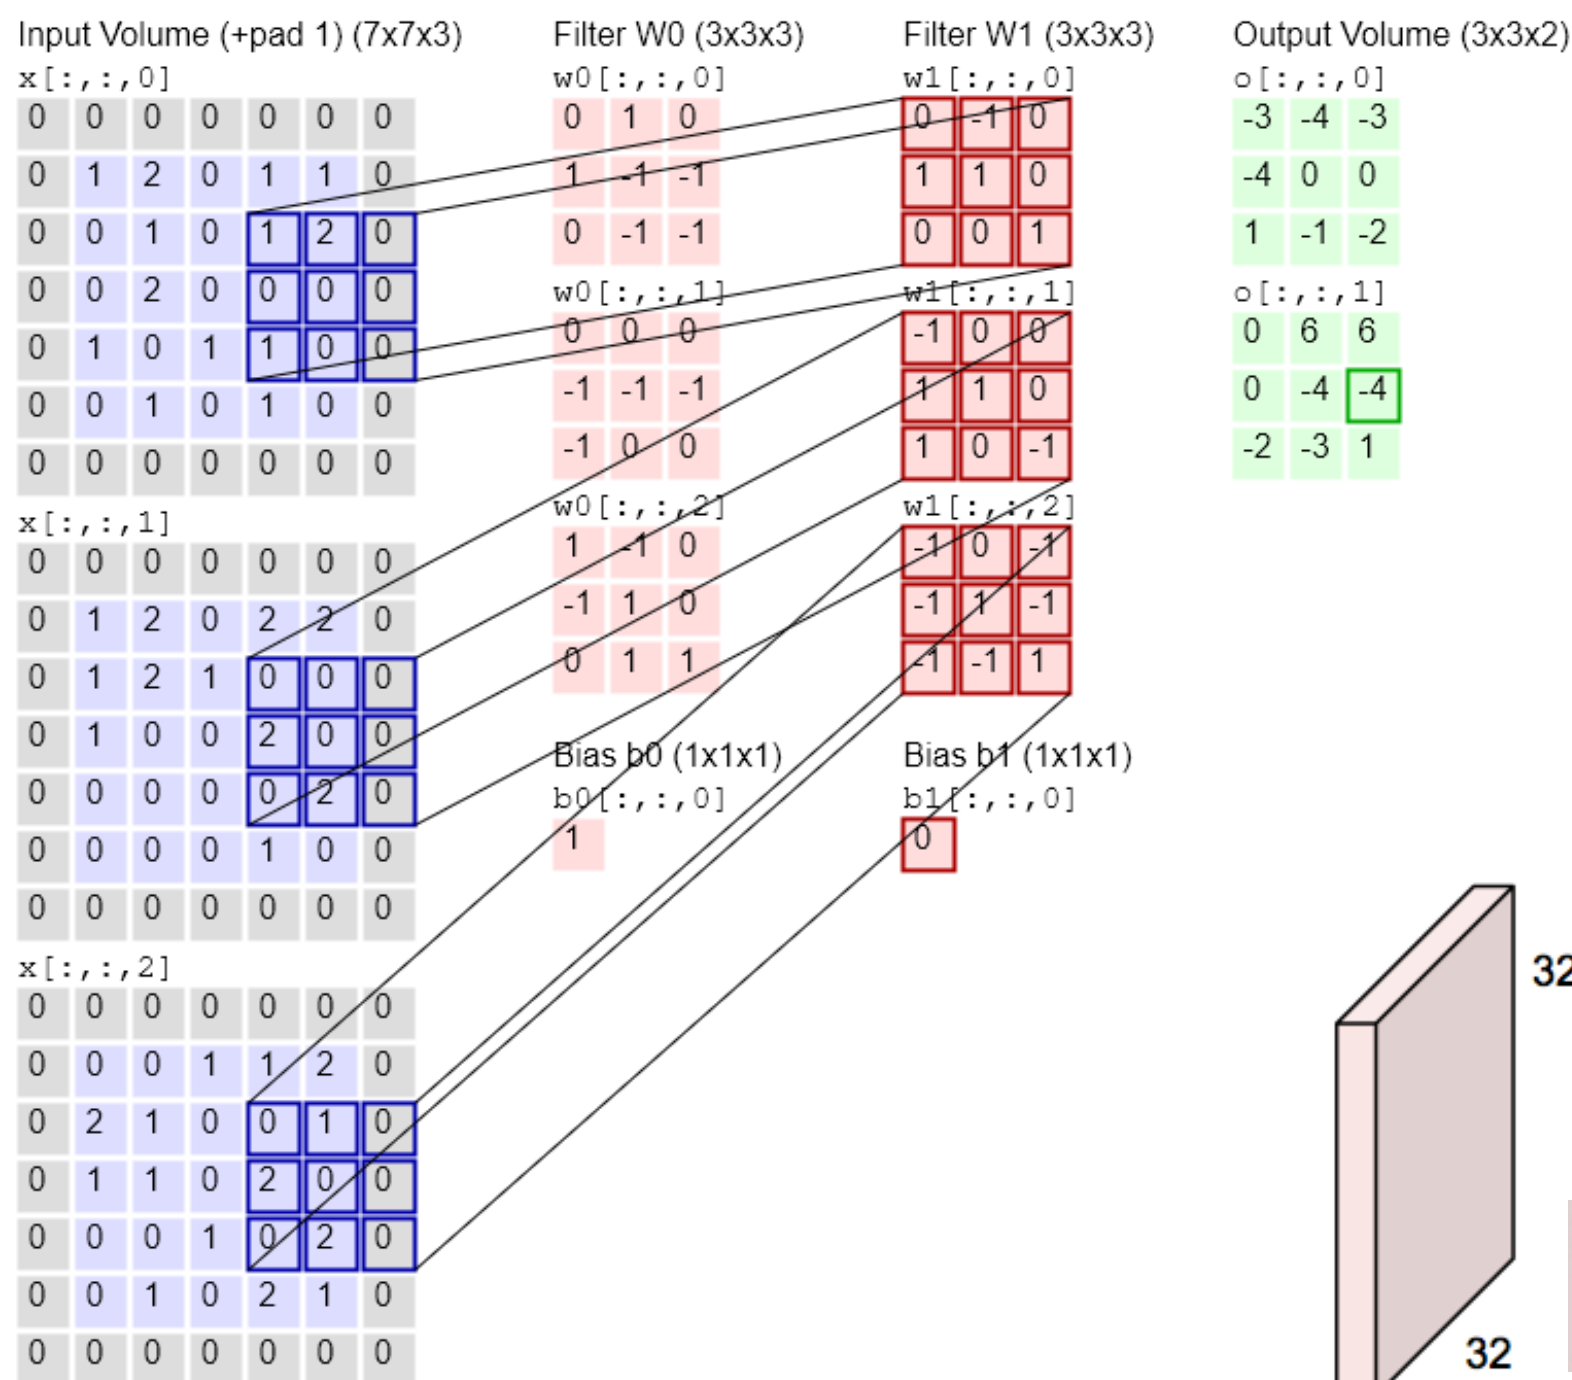 Input Volume (+pad 1) (7x7x3) Filter W0 (3x3x3) Filter W1 (3x3x3) Output Volume (3x3x2)
x[:,:,0] w0[:,:,0] w1[:,:,0] o[:,:,0]
0 0 0 0 0 0 0 0 1 0 0 -1 0 -3 -4 -3
0 1 2 0 1 1 0 1 -1 -1 1 1 0 -4 0 0
0 0 1 0 1 2 0 0 -1 -1 0 0 1 1 -1 -2
0 0 2 0 0 0 0 w0[:,:,1] w1[:,:,1] o[:,:,1]
0 1 0 1 1 0 0 0 0 0 -1 0 0 0 6 6
0 0 1 0 1 0 0 -1 -1 -1 1 1 0 0 -4 -4
0 0 0 0 0 0 0 -1 0 0 1 0 -1 -2 -3 1
x[:,:,1] w0[:,:,2] w1[:,:,2]
0 0 0 0 0 0 0 1 -1 0 -1 0 -1
0 1 2 0 2 2 0 -1 1 0 -1 1 -1
0 1 2 1 0 0 0 0 1 1 -1 -1 1
0 1 0 0 2 0 0 Bias b0 (1x1x1) Bias b1 (1x1x1)
0 0 0 0 0 2 0 b0[:,:,0] b1[:,:,0]
0 0 0 0 1 0 0 1 0
0 0 0 0 0 0 0
x[:,:,2]
0 0 0 0 0 0 0 32
0 0 0 1 1 2 0
0 2 1 0 0 1 0
0 1 1 0 2 0 0
0 0 0 1 0 2 0
0 0 1 0 2 1 0
0 0 0 0 0 0 0 32